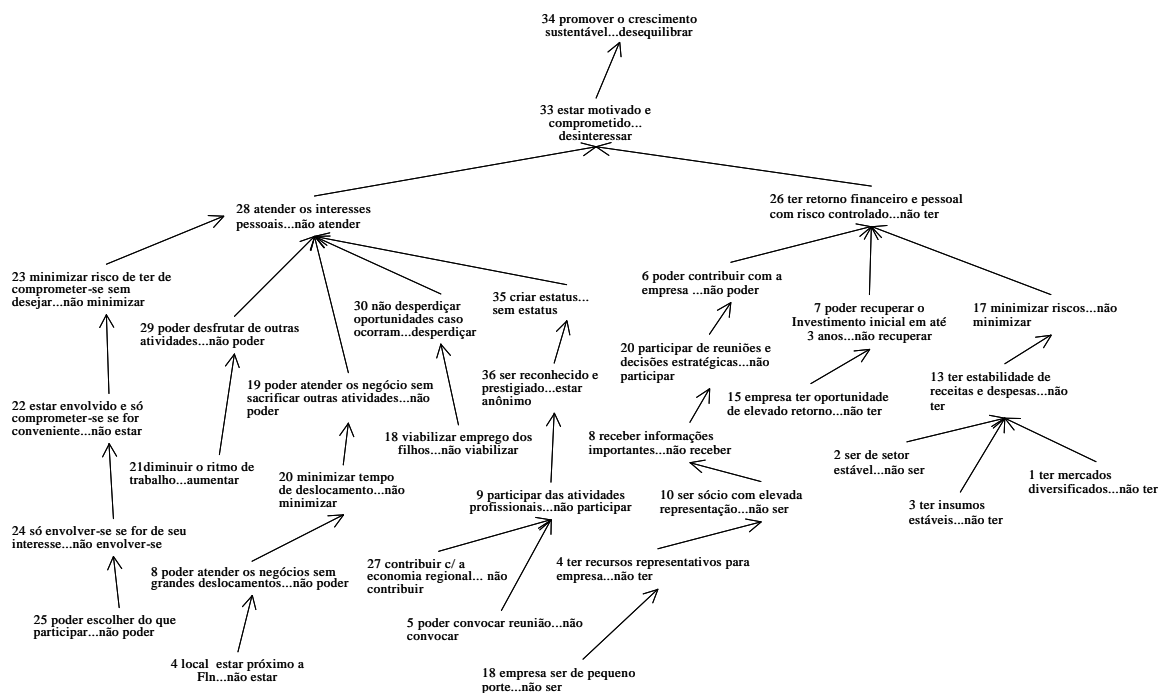 34 promover o crescimento
sustentável...desequilibrar
33 estar motivado e
comprometido...
desinteressar
28 atender os interesses
pessoais...não atender
26 ter retorno financeiro e pessoal
com risco controlado...não ter
23 minimizar risco de ter de
comprometer-se sem
desejar...não minimizar
29 poder desfrutar de outras
atividades...não poder
30 não desperdiçar
oportunidades caso
ocorram...desperdiçar
35 criar estatus...
sem estatus
6 poder contribuir com a
empresa ...não poder
7 poder recuperar o
Investimento inicial em até
3 anos...não recuperar
17 minimizar riscos...não
minimizar
22 estar envolvido e só
comprometer-se se for
conveniente...não estar
19 poder atender os negócio sem
sacrificar outras atividades...não
poder
36 ser reconhecido e
prestigiado...estar
anônimo
20 participar de reuniões e
decisões estratégicas...não
participar
15 empresa ter oportunidade
de elevado retorno...não ter
13 ter estabilidade de
receitas e despesas...não
ter
21diminuir o ritmo de
trabalho...aumentar
18 viabilizar emprego dos
filhos...não viabilizar
8 receber informações
importantes...não receber
2 ser de setor
estável...não ser
1 ter mercados
diversificados...não ter
3 ter insumos
estáveis...não ter
20 minimizar tempo
de deslocamento...não
minimizar
9 participar das atividades
profissionais...não participar
10 ser sócio com elevada
representação...não ser
24 só envolver-se se for de seu
interesse...não envolver-se
8 poder atender os negócios sem
grandes deslocamentos...não poder
27 contribuir c/ a
economia regional... não
contribuir
4 ter recursos representativos para
empresa...não ter
25 poder escolher do que
participar...não poder
5 poder convocar reunião...não
convocar
4 local  estar próximo a
Fln...não estar
18 empresa ser de pequeno
porte...não ser